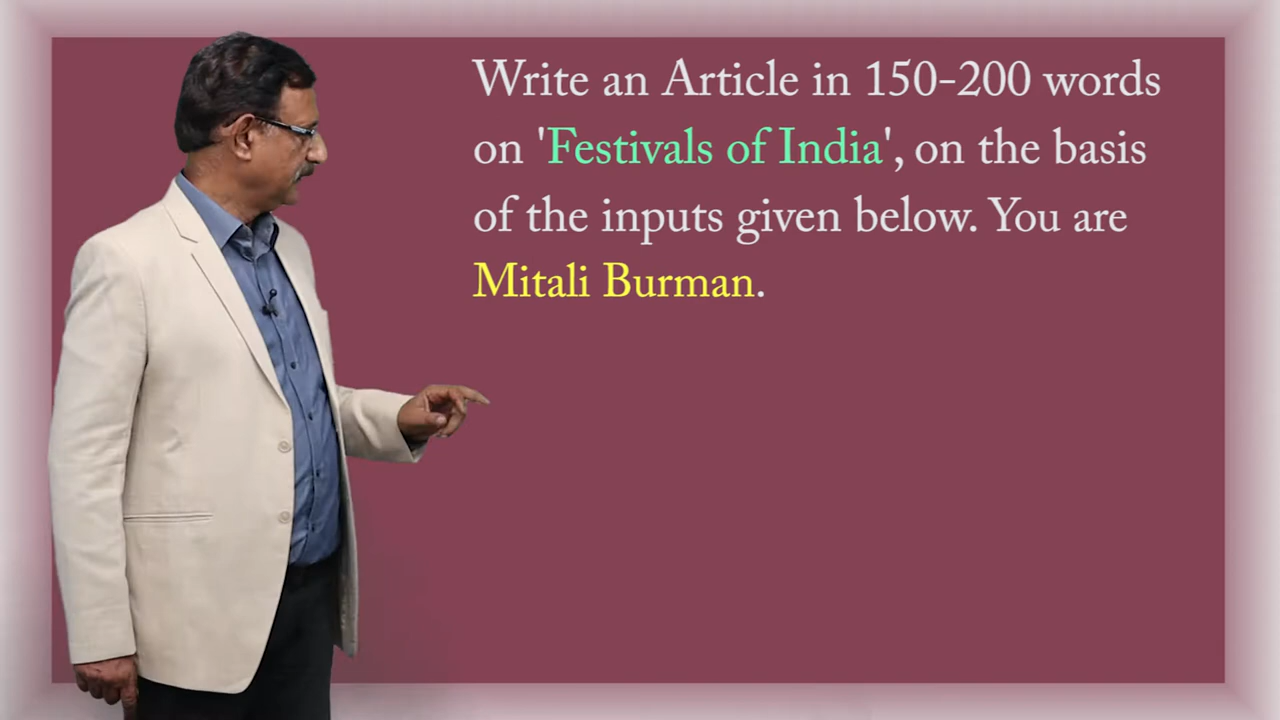 Write an Article in 150-200 words
on 'Festivals of India', on the basis
of the inputs given below. You are
Mitali Burman.